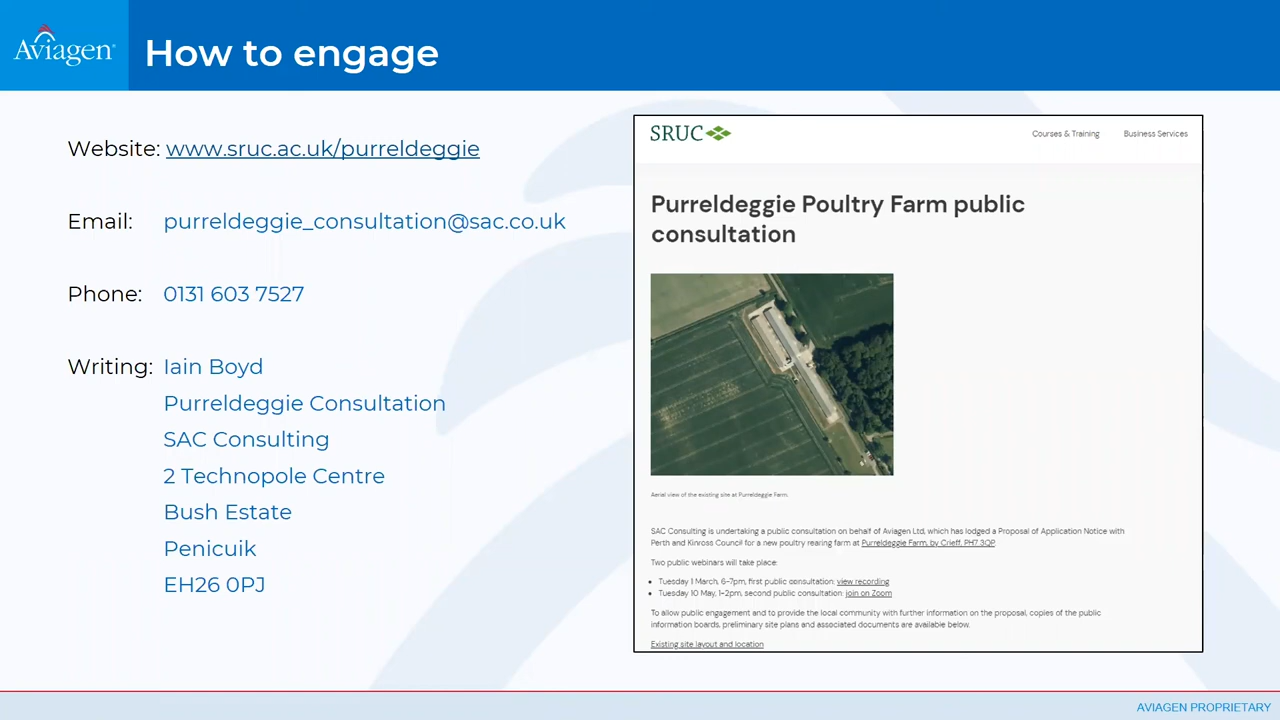 Aviagen
How to engage
Website: www.sruc.ac.uk/purreldeggie
Email: purreldeggie_consultation@sac.co.uk
Phone: 0131 603 7527
Writing: Iain Boyd
Purreldeggie Consultation
SAC Consulting
2 Technopole Centre
Bush Estate
Penicuik
EH26 0PJ
SRUC
Courses & Training Business Services
Purreldeggie Poultry Farm public
consultation
Aerial view of the existing site at Purreldeggie Farm.
SAC Consulting is undertaking a public consultation on behalf of Aviagen Ltd, which has lodged a Proposal of Application Notice with
Perth and Kinross Council for a new poultry rearing farm at Purreldeggie Farm, by Crieff, PH7 3QP.
Two public webinars will take place:
• Tuesday 1 March, 6-7pm, first public consultation: view recording
• Tuesday 10 May, 1-2pm, second public consultation: join on Zoom
To allow public engagement and to provide the local community with further information on the proposal, copies of the public
information boards, preliminary site plans and associated documents are available below.
Existing site layout and location
AVIAGEN PROPRIETARY